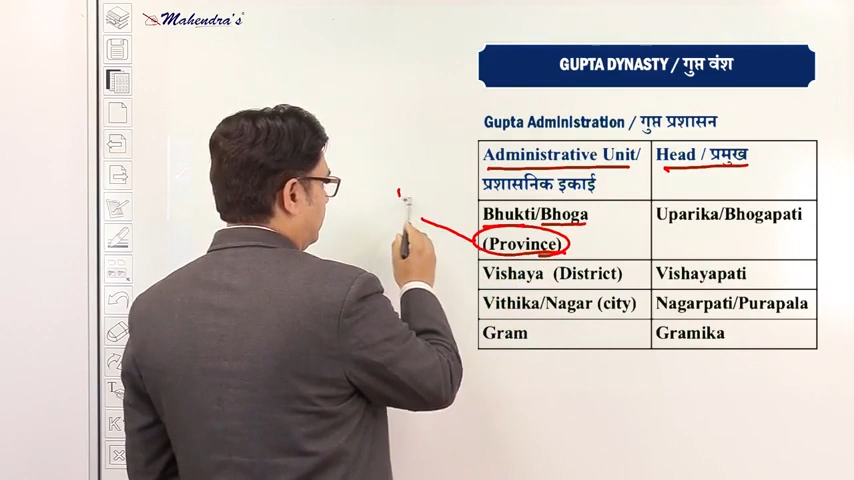 Mahendra's
GUPTA DYNASTY / गुप्त वंश
Gupta Administration / गुप्त प्रशासन
Administrative Unit/ प्रशासनिक इकाई
Head / प्रमुख
Bhukti/Bhoga (Province)
Uparika/Bhogapati
Vishaya (District)
Vishayapati
Vithika/Nagar (city)
Nagarpati/Purapala
Gram
Gramika